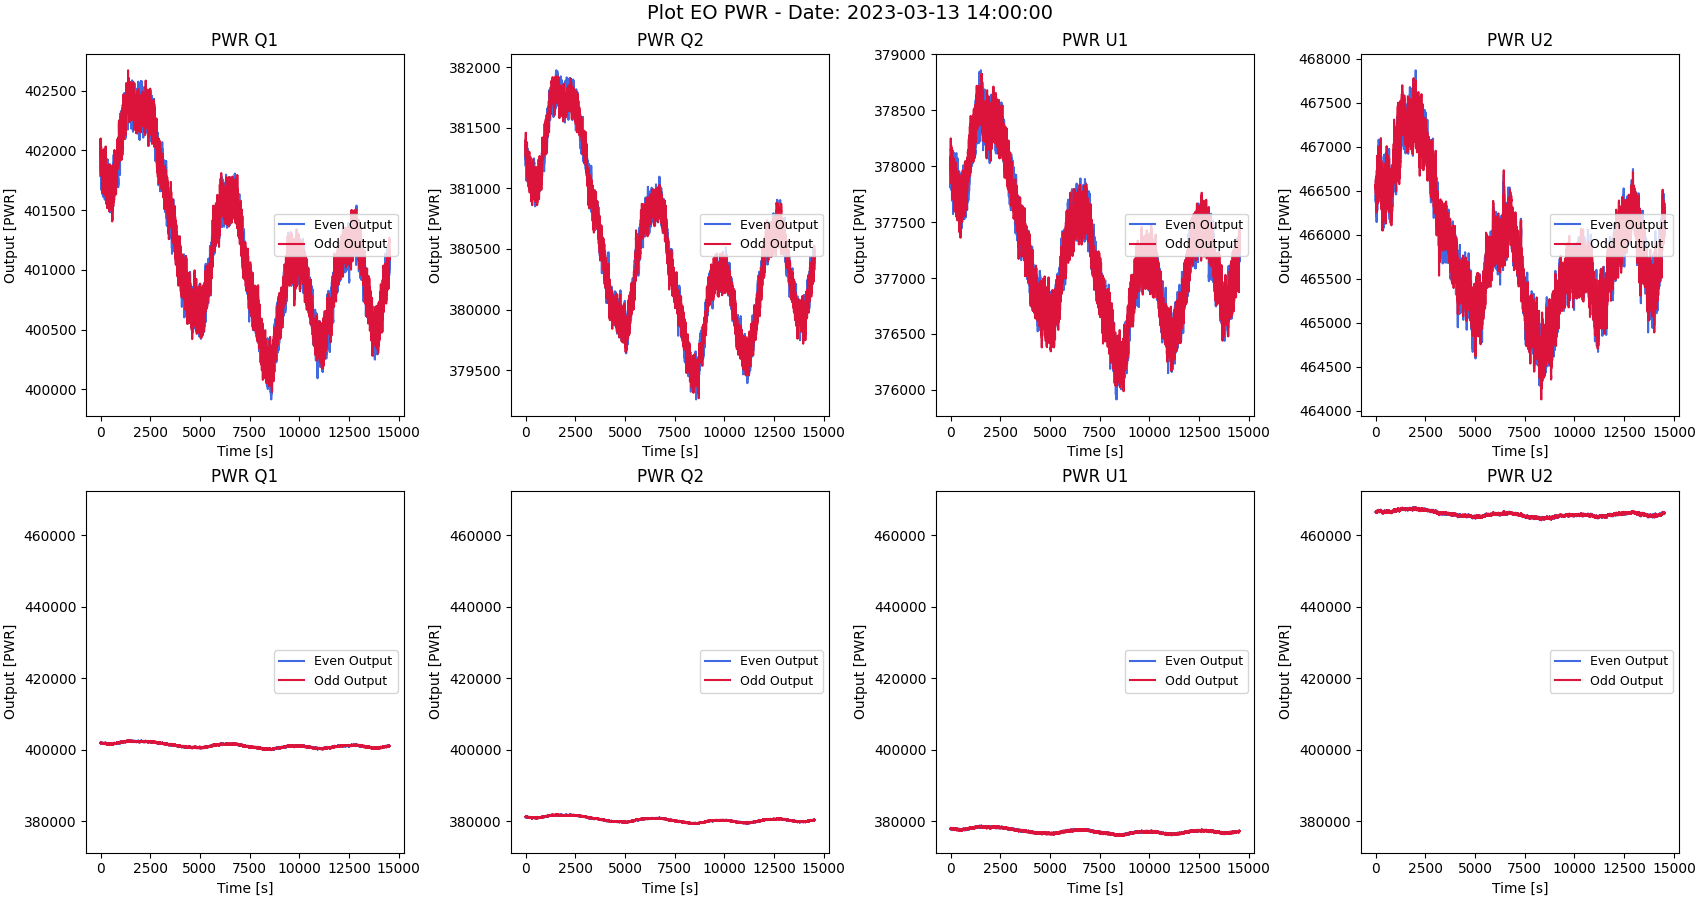 Plot EO PWR - Date: 2023-03-13 14:00:00
PWR Q1
Output [PWR]
402500
402000
401500
401000
400500
400000
Even Output
Odd Output
0 2500 5000 7500 10000 12500 15000
Time [s]
PWR Q2
Output [PWR]
382000
381500
381000
380500
380000
379500
Even Output
Odd Output
0 2500 5000 7500 10000 12500 15000
Time [s]
PWR U1
Output [PWR]
379000
378500
378000
377500
377000
376500
376000
Even Output
Odd Output
0 2500 5000 7500 10000 12500 15000
Time [s]
PWR U2
Output [PWR]
468000
467500
467000
466500
466000
465500
465000
464500
464000
Even Output
Odd Output
0 2500 5000 7500 10000 12500 15000
Time [s]
PWR Q1
Output [PWR]
460000
440000
420000
400000
380000
Even Output
Odd Output
0 2500 5000 7500 10000 12500 15000
Time [s]
PWR Q2
Output [PWR]
460000
440000
420000
400000
380000
Even Output
Odd Output
0 2500 5000 7500 10000 12500 15000
Time [s]
PWR U1
Output [PWR]
460000
440000
420000
400000
380000
Even Output
Odd Output
0 2500 5000 7500 10000 12500 15000
Time [s]
PWR U2
Output [PWR]
460000
440000
420000
400000
380000
Even Output
Odd Output
0 2500 5000 7500 10000 12500 15000
Time [s]